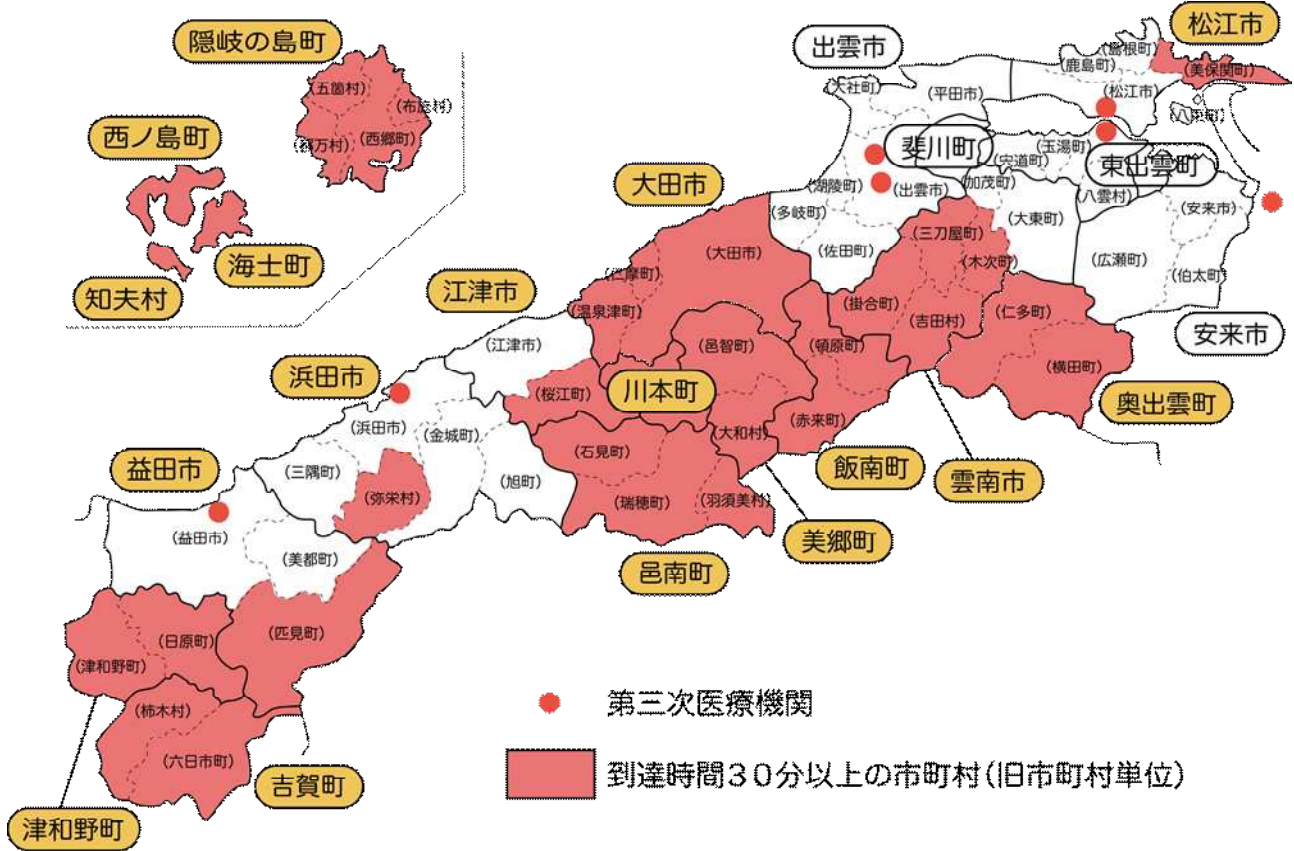 隠岐の島町
(五箇村)
(布施村)
(都万村)
(西郷町)
西ノ島町
海士町
知夫村
松江市
出雲市
(島根町)
(鹿島町)
(美保関町)
(松江市)
(八束町)
(大社町)
(平田市)
斐川町
(玉湯町)
(宍道町)
東出雲町
(八雲村)
(湖陵町)
(出雲市)
(加茂町)
(多岐町)
(大東町)
(安来市)
(佐田町)
(三刀屋町)
(木次町)
(広瀬町)
(伯太町)
安来市
大田市
(大田市)
(仁摩町)
(温泉津町)
(掛合町)
(吉田村)
(仁多町)
(横田町)
奥出雲町
江津市
(江津市)
(邑智町)
(頓原町)
(桜江町)
川本町
(大和村)
(赤来町)
飯南町
雲南市
浜田市
(浜田市)
(金城町)
(石見町)
(三隅町)
(旭町)
(弥栄村)
(瑞穂町)
(羽須美村)
美郷町
邑南町
益田市
(益田市)
(美都町)
(匹見町)
(日原町)
(津和野町)
(柿木村)
(六日市町)
吉賀町
津和野町
第三次医療機関
到達時間30分以上の市町村(旧市町村単位)